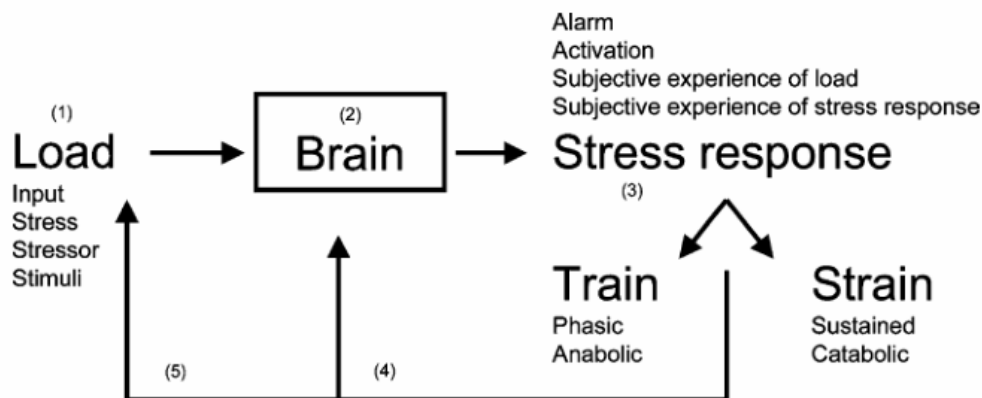 Alarm
Activation
Subjective experience of load
Subjective experience of stress response
(1)
Load
Input
Stress
Stressor
Stimuli
(2)
Brain
Stress response
(3)
Train
Phasic
Anabolic
Strain
Sustained
Catabolic
(5)
(4)